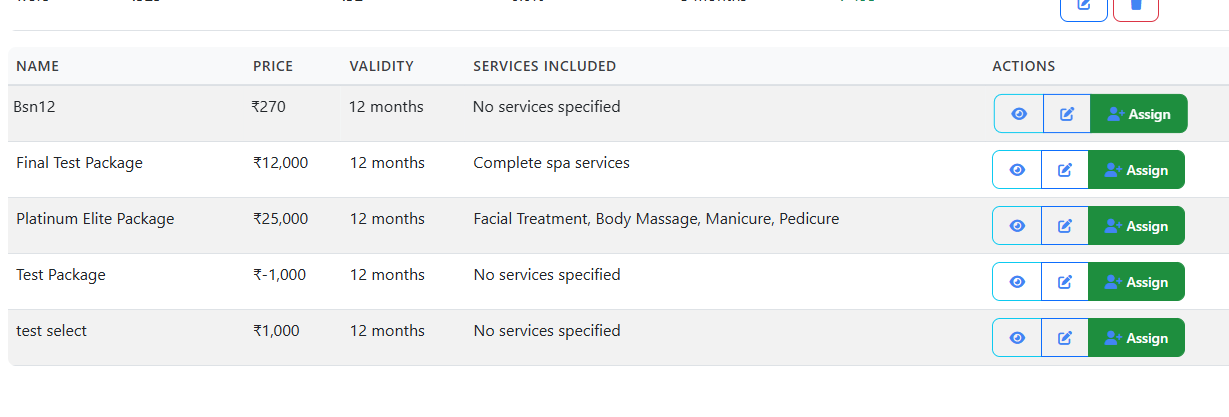 NAME PRICE VALIDITY SERVICES INCLUDED ACTIONS
Bsn12 ₹270 12 months No services specified Assign
Final Test Package ₹12,000 12 months Complete spa services Assign
Platinum Elite Package ₹25,000 12 months Facial Treatment, Body Massage, Manicure, Pedicure Assign
Test Package ₹-1,000 12 months No services specified Assign
test select ₹1,000 12 months No services specified Assign